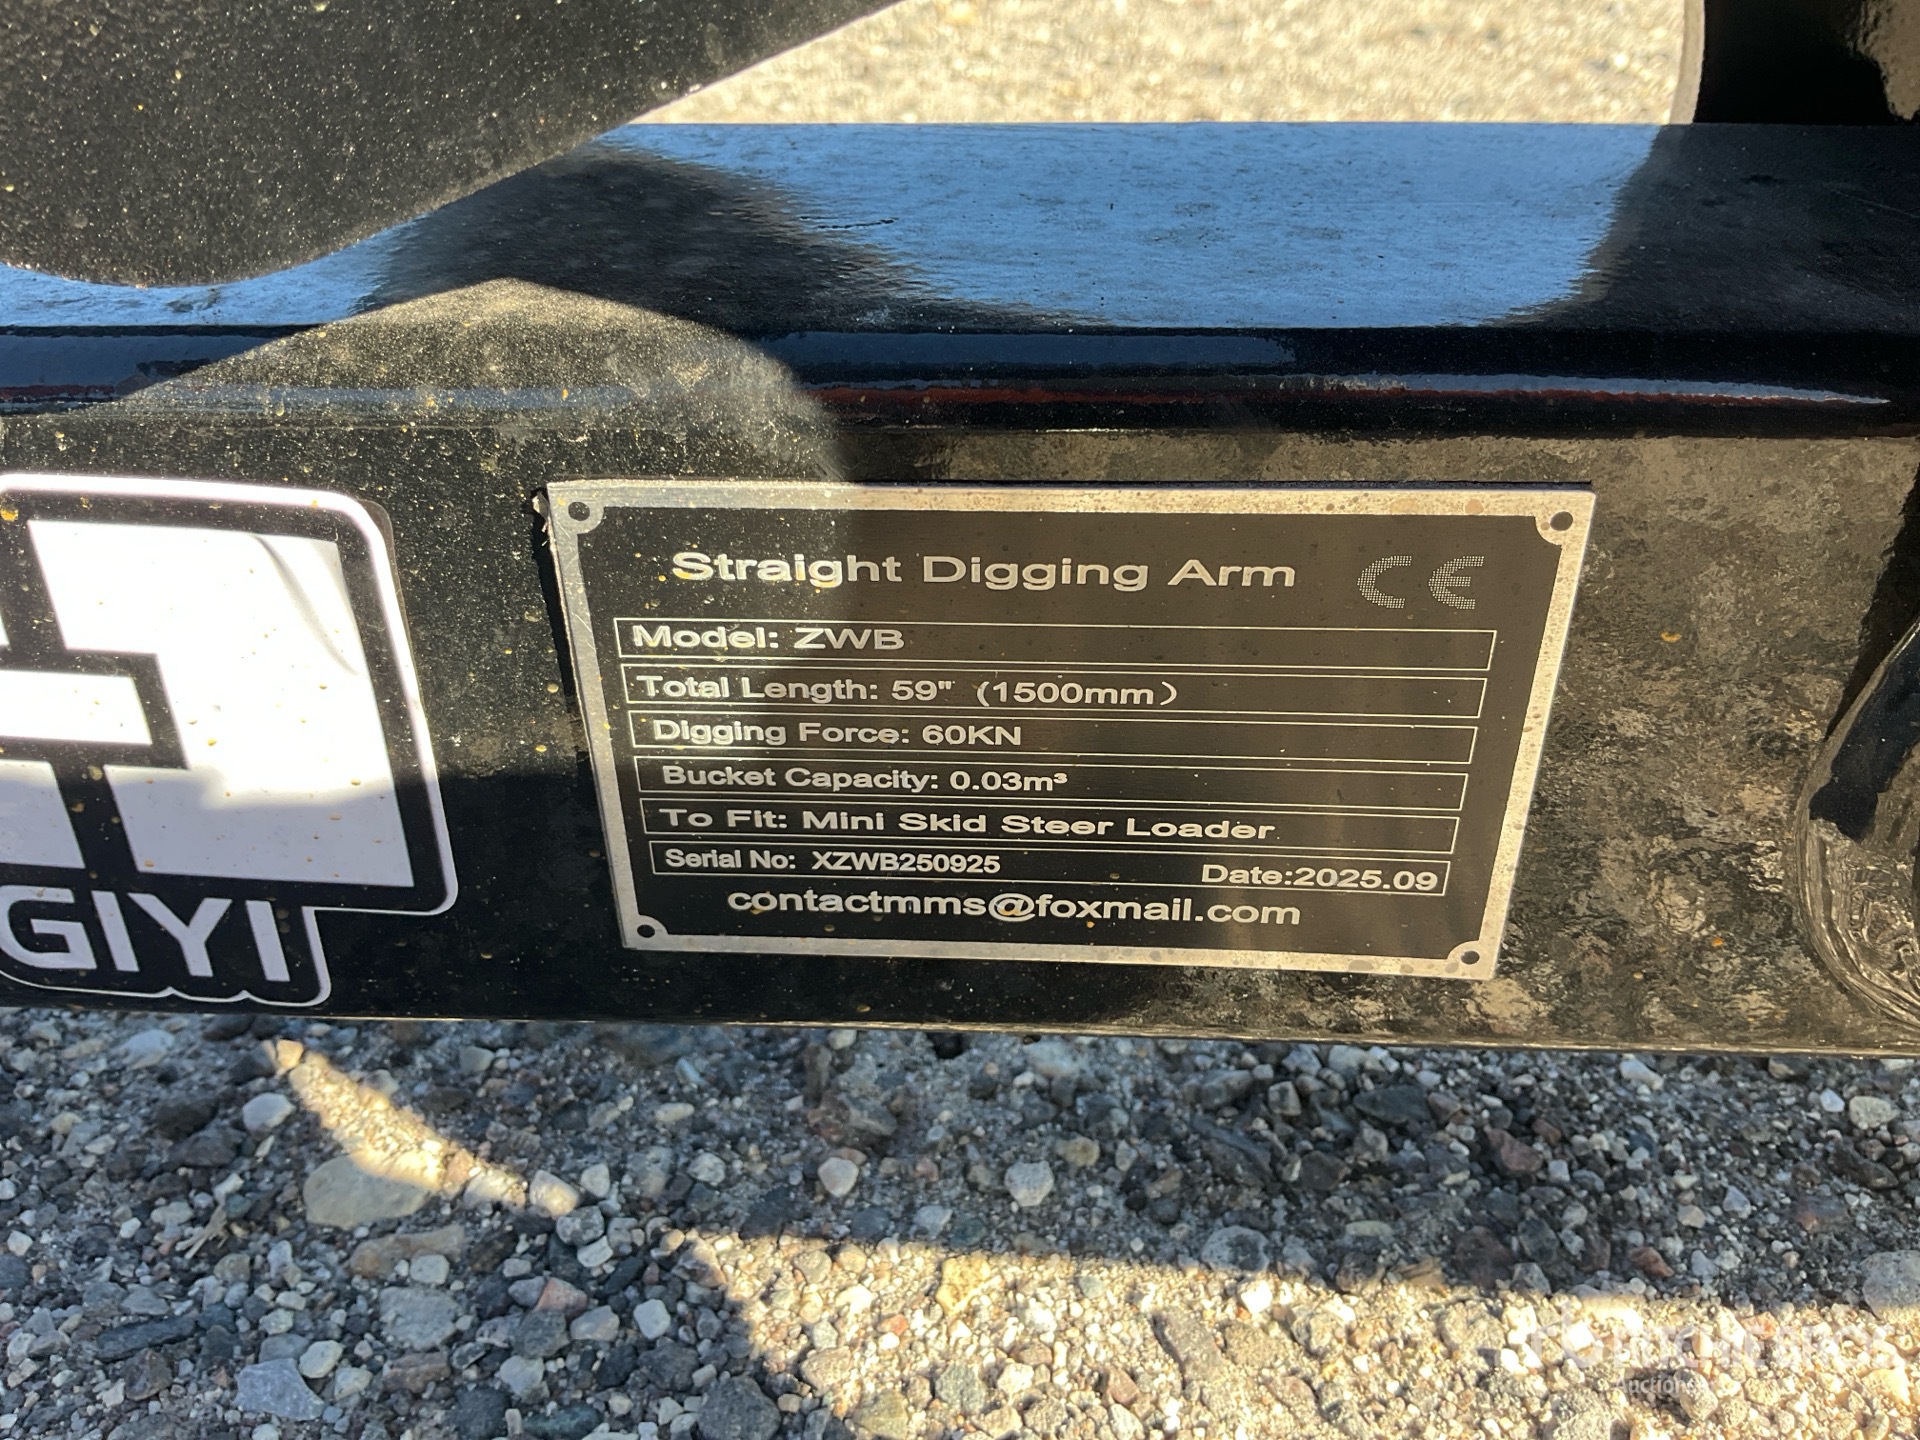 Straight Digging Arm CE
Model: ZWB
Total Length: 59" (1500mm)
Digging Force: 60KN
Bucket Capacity: 0.03m³
To Fit: Mini Skid Steer Loader
Serial No: XZWB250925 Date:2025.09
contactmms@foxmail.com
GIYI